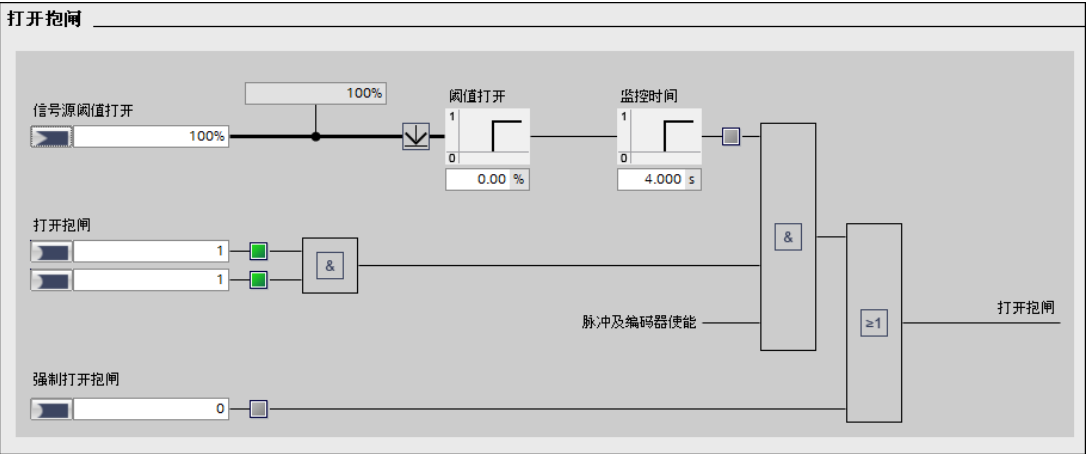 打开抱闸
100%
信号源阈值打开
100%
阈值打开
1
0
0.00 %
监控时间
1
0
4.000 s
打开抱闸
1
1
&
&
脉冲及编码器使能
≥1
打开抱闸
强制打开抱闸
0